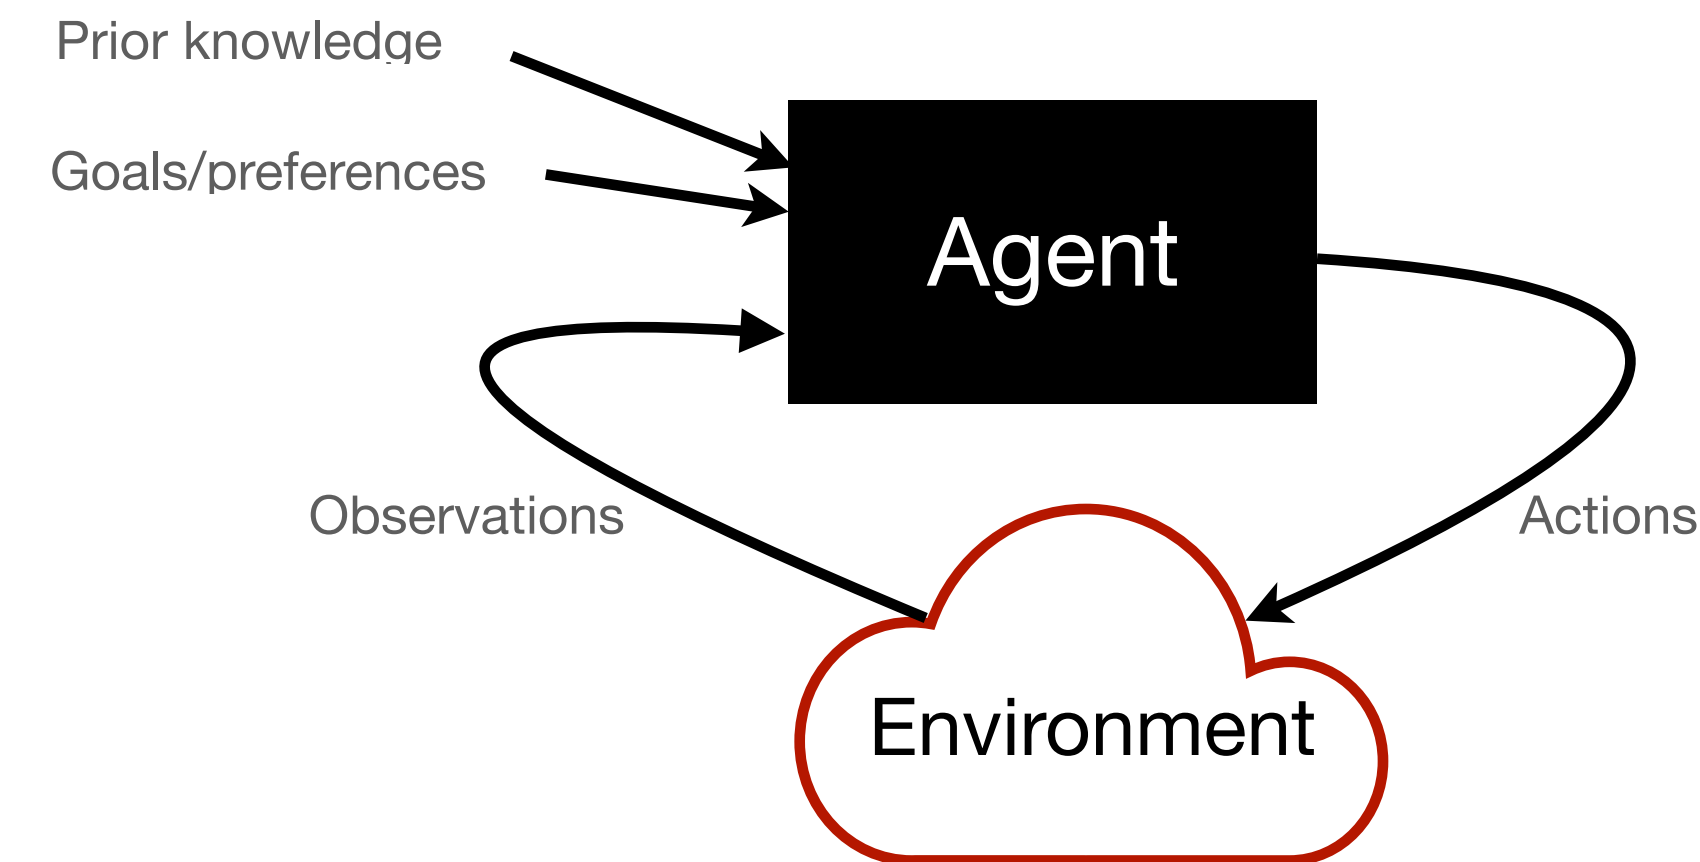 Prior knowledge
Goals/preferences
Agent
Observations
Actions
Environment